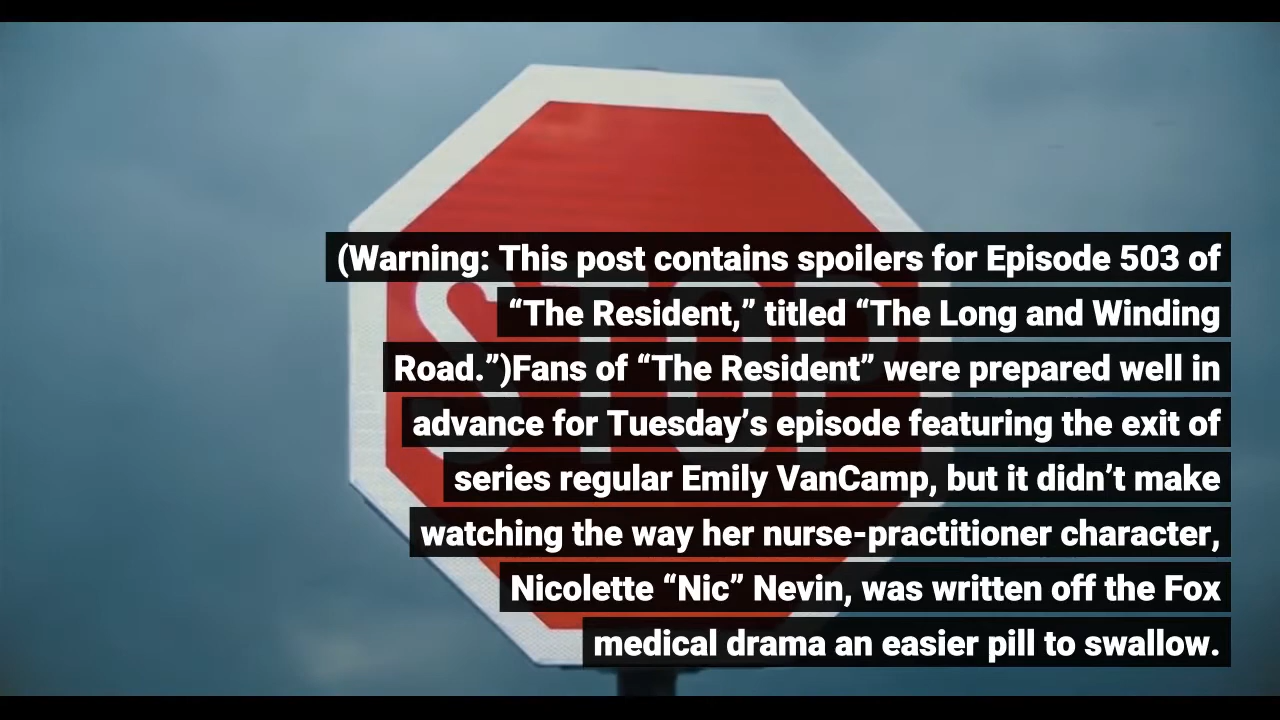 STOP
(Warning: This post contains spoilers for Episode 503 of
“The Resident,” titled “The Long and Winding
Road.”)Fans of “The Resident” were prepared well in
advance for Tuesday’s episode featuring the exit of
series regular Emily VanCamp, but it didn’t make
watching the way her nurse-practitioner character,
Nicolette “Nic” Nevin, was written off the Fox
medical drama an easier pill to swallow.